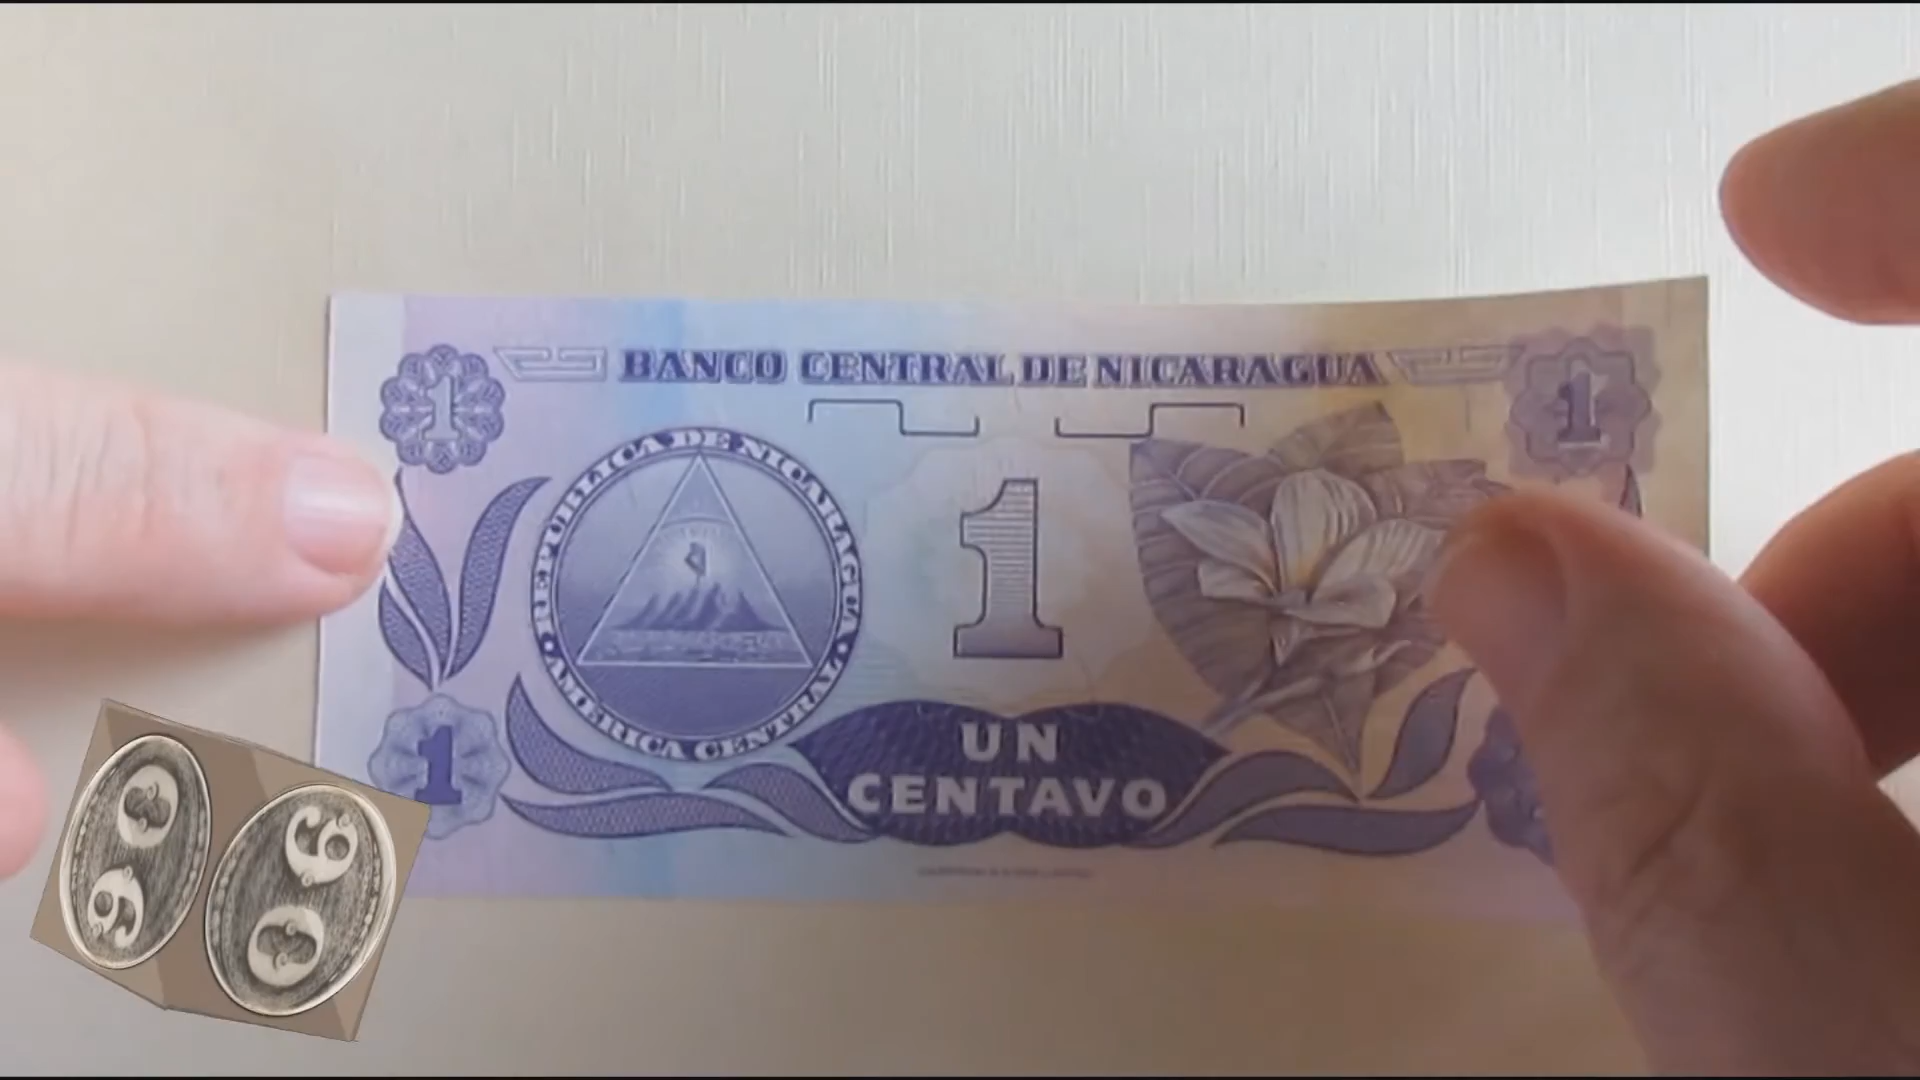 BANCO CENTRAL DE NICARAGUA
1
1
REPUBLICA DE NICARAGUA
AMERICA CENTRAL
1
1
UN
CENTAVO